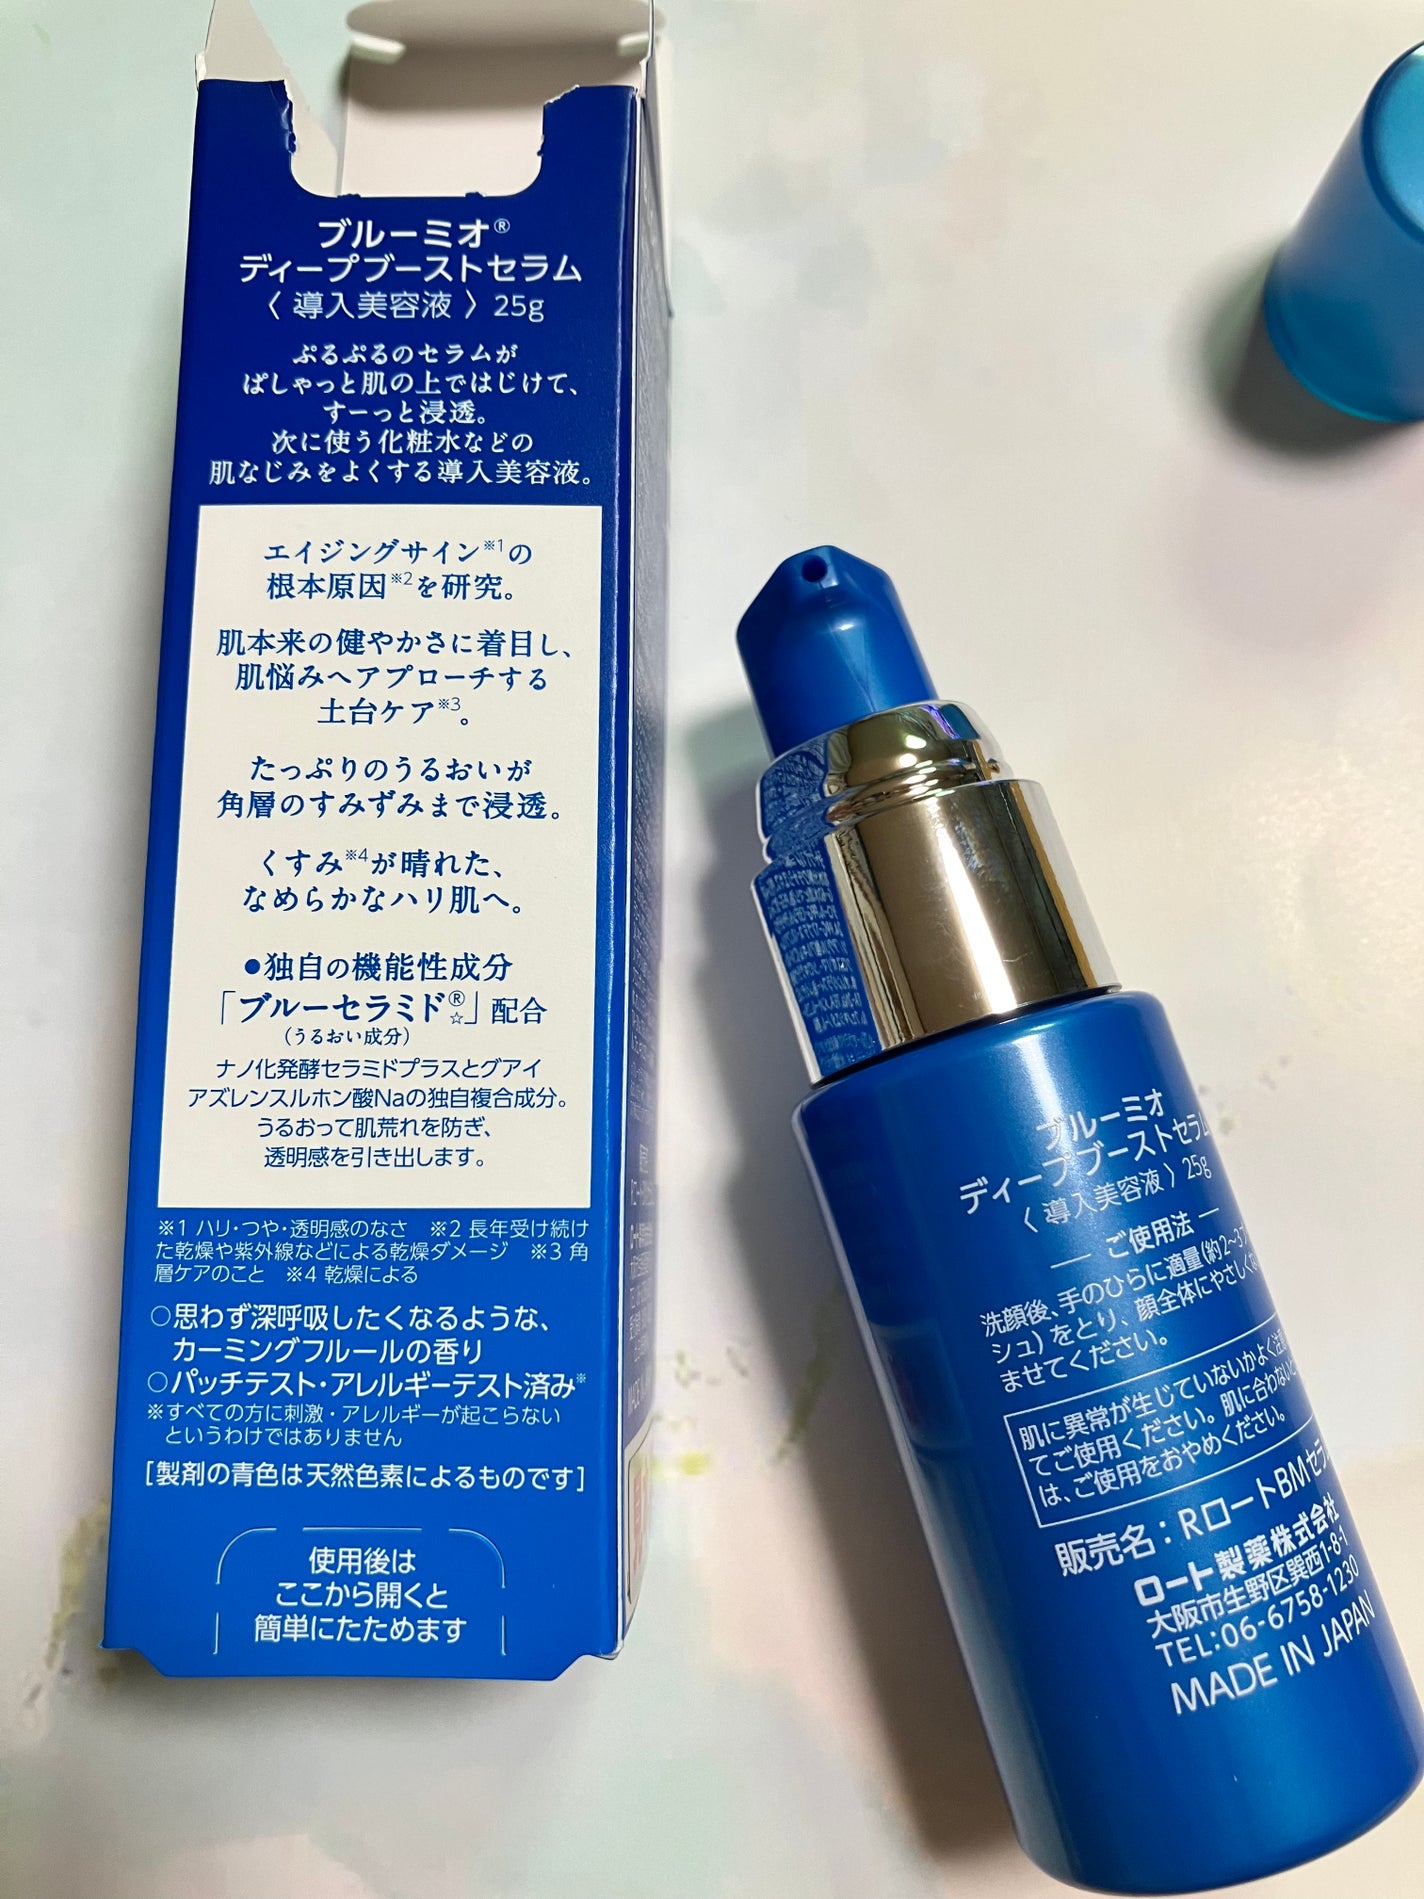 ブルーミオ®
ディープブーストセラム
〈 導入美容液 〉 25g
ぷるぷるのセラムが
ぱしゃっと肌の上ではじけて、
すーっと浸透。
次に使う化粧水などの
肌なじみをよくする導入美容液。
エイジングサイン※1の
根本原因※2を研究。
肌本来の健やかさに着目し、
肌悩みへアプローチする
土台ケア※3。
たっぷりのうるおいが
角層のすみずみまで浸透。
くすみ※4が晴れた、
なめらかなハリ肌へ。
●独自の機能性成分
「ブルーセラミド®☆」配合
(うるおい成分)
ナノ化発酵セラミドプラスとグアイ
アズレンスルホン酸Naの独自複合成分。
うるおって肌荒れを防ぎ、
透明感を引き出します。
※1 ハリ・つや・透明感のなさ ※2 長年受け続け
た乾燥や紫外線などによる乾燥ダメージ ※3 角
層ケアのこと ※4 乾燥による
○思わず深呼吸したくなるような、
カーミングフルールの香り
○パッチテスト・アレルギーテスト済み※
※すべての方に刺激・アレルギーが起こらない
というわけではありません
[製剤の青色は天然色素によるものです]
使用後は
ここから開くと
簡単にたためます
ブルーミオ
ディープブーストセラム
〈 導入美容液 〉 25g
― ご使用法 ―
洗顔後、手のひらに適量(約2~3プ
シュ)をとり、顔全体にやさしくな
ませてください。
肌に異常が生じていないかよく注意
てご使用ください。肌に合わないと
は、ご使用をおやめください。
販売名:RロートBMセラ
ロート製薬株式会社
大阪市生野区巽西1-8-1
TEL:06-6758-1230
MADE IN JAPAN